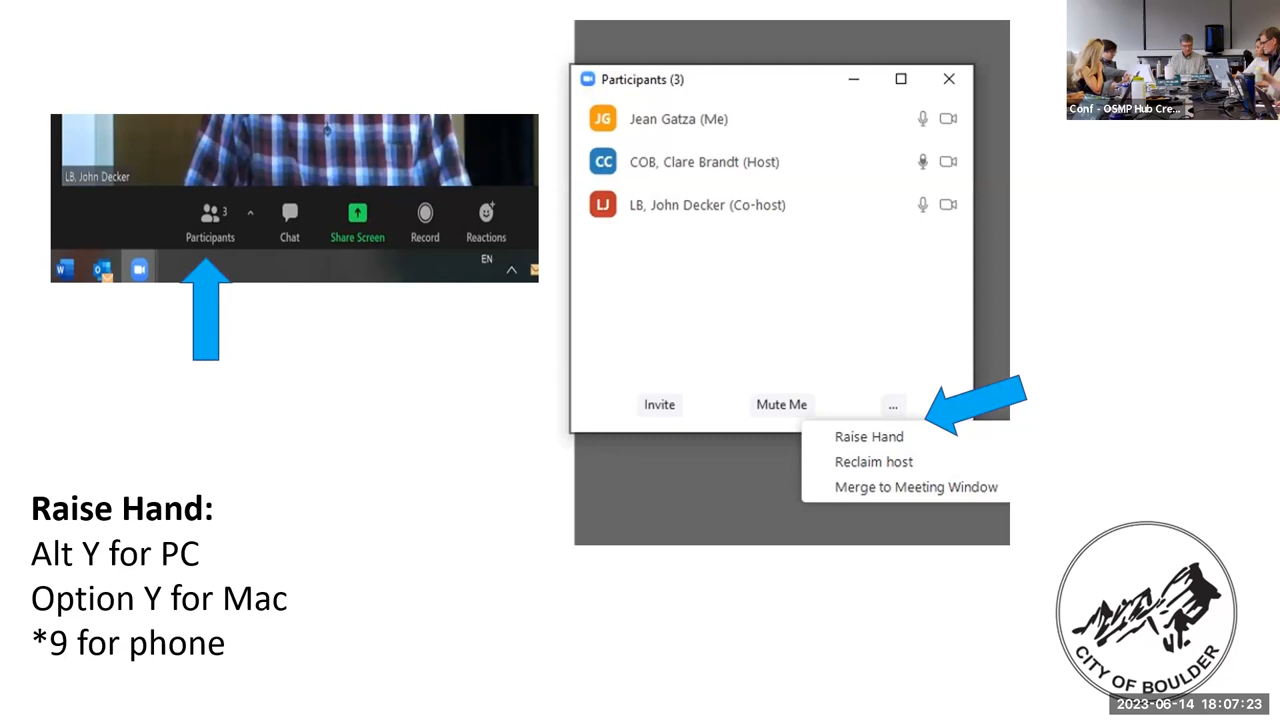 LB, John Decker
3
Participants
Chat
Share Screen
Record
Reactions
EN
Participants (3)
JG Jean Gatza (Me)
CC COB, Clare Brandt (Host)
LJ LB, John Decker (Co-host)
Invite
Mute Me
...
Raise Hand
Reclaim host
Merge to Meeting Window
Conf - OSMP Hub Cre...
Raise Hand:
Alt Y for PC
Option Y for Mac
*9 for phone
CITY OF BOULDER
2023-06-14 18:07:23